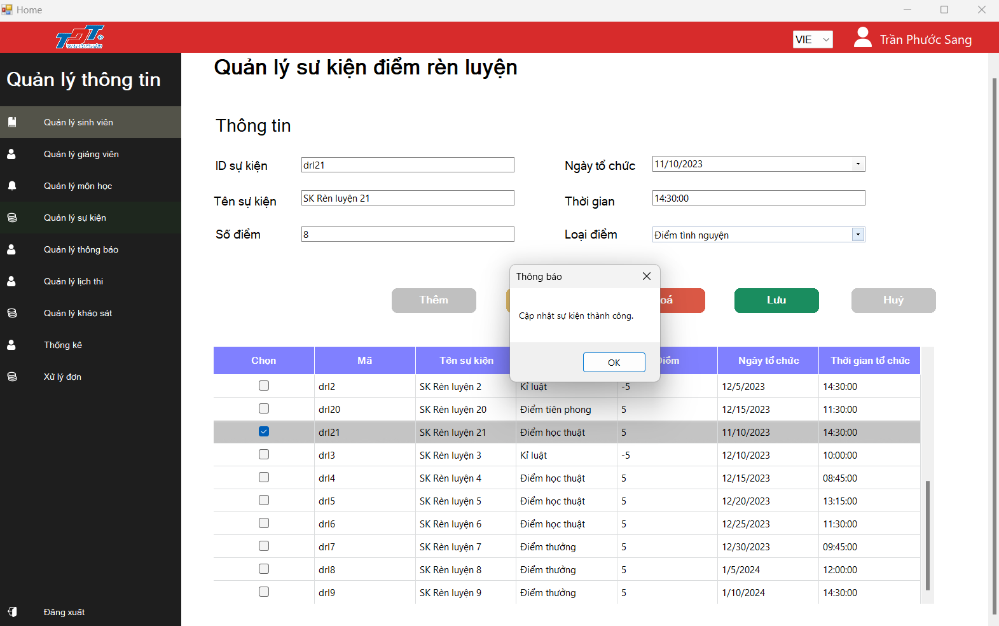 Home
TDT
VIE
Trần Phước Sang
Quản lý thông tin
Quản lý sinh viên
Quản lý giảng viên
Quản lý môn học
Quản lý sự kiện
Quản lý thông báo
Quản lý lịch thi
Quản lý khảo sát
Thống kê
Xử lý đơn
Đăng xuất
Quản lý sư kiện điểm rèn luyện
Thông tin
ID sự kiện drl21 Ngày tổ chức 11/10/2023
Tên sự kiện SK Rèn luyện 21 Thời gian 14:30:00
Số điểm 8 Loại điểm Điểm tình nguyện
Thêm oá Lưu Huỷ
Thông báo
Cập nhật sự kiện thành công.
OK
Chọn Mã Tên sự kiện Điểm Ngày tổ chức Thời gian tổ chức
drl2 SK Rèn luyện 2 Kỉ luật -5 12/5/2023 14:30:00
drl20 SK Rèn luyện 20 Điểm tiên phong 5 12/15/2023 11:30:00
drl21 SK Rèn luyện 21 Điểm học thuật 5 11/10/2023 14:30:00
drl3 SK Rèn luyện 3 Kỉ luật -5 12/10/2023 10:00:00
drl4 SK Rèn luyện 4 Điểm học thuật 5 12/15/2023 08:45:00
drl5 SK Rèn luyện 5 Điểm học thuật 5 12/20/2023 13:15:00
drl6 SK Rèn luyện 6 Điểm học thuật 5 12/25/2023 11:30:00
drl7 SK Rèn luyện 7 Điểm thưởng 5 12/30/2023 09:45:00
drl8 SK Rèn luyện 8 Điểm thưởng 5 1/5/2024 12:00:00
drl9 SK Rèn luyện 9 Điểm thưởng 5 1/10/2024 14:30:00